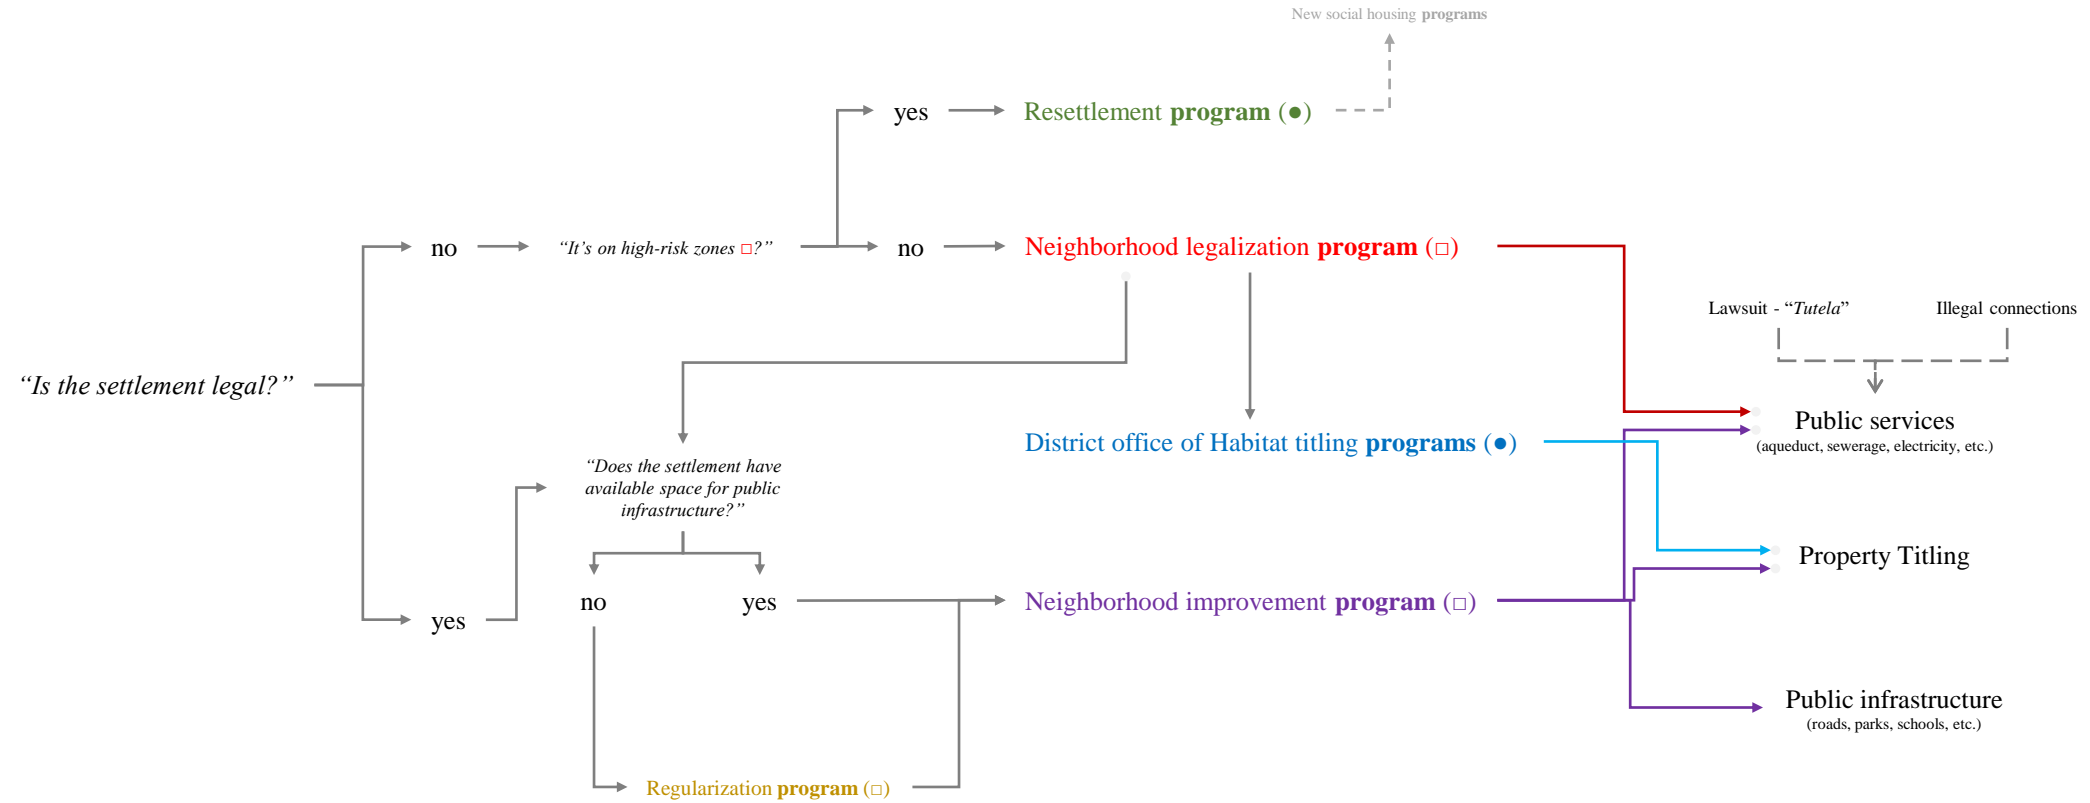 New social housing programs
yes
Resettlement program (●)
no
“It’s on high-risk zones □?”
no
Neighborhood legalization program (□)
Lawsuit - “Tutela”
Illegal connections
“Is the settlement legal?”
Public services
(aqueduct, sewerage, electricity, etc.)
District office of Habitat titling programs (●)
“Does the settlement have
available space for public
infrastructure?”
Property Titling
no
yes
Neighborhood improvement program (□)
yes
Public infrastructure
(roads, parks, schools, etc.)
Regularization program (□)